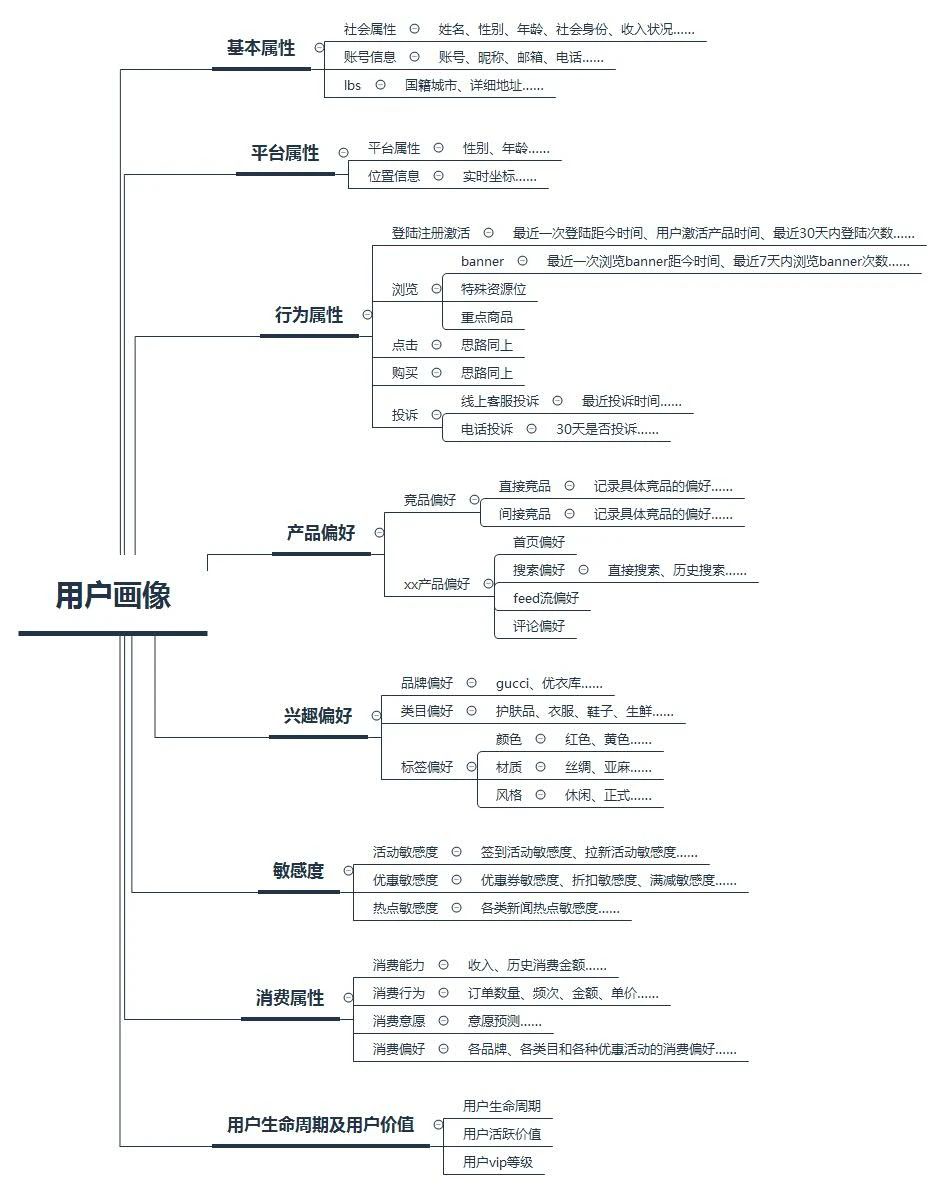 用户画像
基本属性
社会属性 姓名、性别、年龄、社会身份、收入状况……
账号信息 账号、昵称、邮箱、电话……
lbs 国籍城市、详细地址……
平台属性
平台属性 性别、年龄……
位置信息 实时坐标……
行为属性
登陆注册激活 最近一次登陆距今时间、用户激活产品时间、最近30天内登陆次数……
浏览
banner 最近一次浏览banner距今时间、最近7天内浏览banner次数……
特殊资源位
重点商品
点击 思路同上
购买 思路同上
投诉
线上客服投诉 最近投诉时间……
电话投诉 30天是否投诉……
产品偏好
竞品偏好
直接竞品 记录具体竞品的偏好……
间接竞品 记录具体竞品的偏好……
xx产品偏好
首页偏好
搜索偏好 直接搜索、历史搜索……
feed流偏好
评论偏好
兴趣偏好
品牌偏好 gucci、优衣库……
类目偏好 护肤品、衣服、鞋子、生鲜……
标签偏好
颜色 红色、黄色……
材质 丝绸、亚麻……
风格 休闲、正式……
敏感度
活动敏感度 签到活动敏感度、拉新活动敏感度……
优惠敏感度 优惠券敏感度、折扣敏感度、满减敏感度……
热点敏感度 各类新闻热点敏感度……
消费属性
消费能力 收入、历史消费金额……
消费行为 订单数量、频次、金额、单价……
消费意愿 意愿预测……
消费偏好 各品牌、各类目和各种优惠活动的消费偏好……
用户生命周期及用户价值
用户生命周期
用户活跃价值
用户vip等级